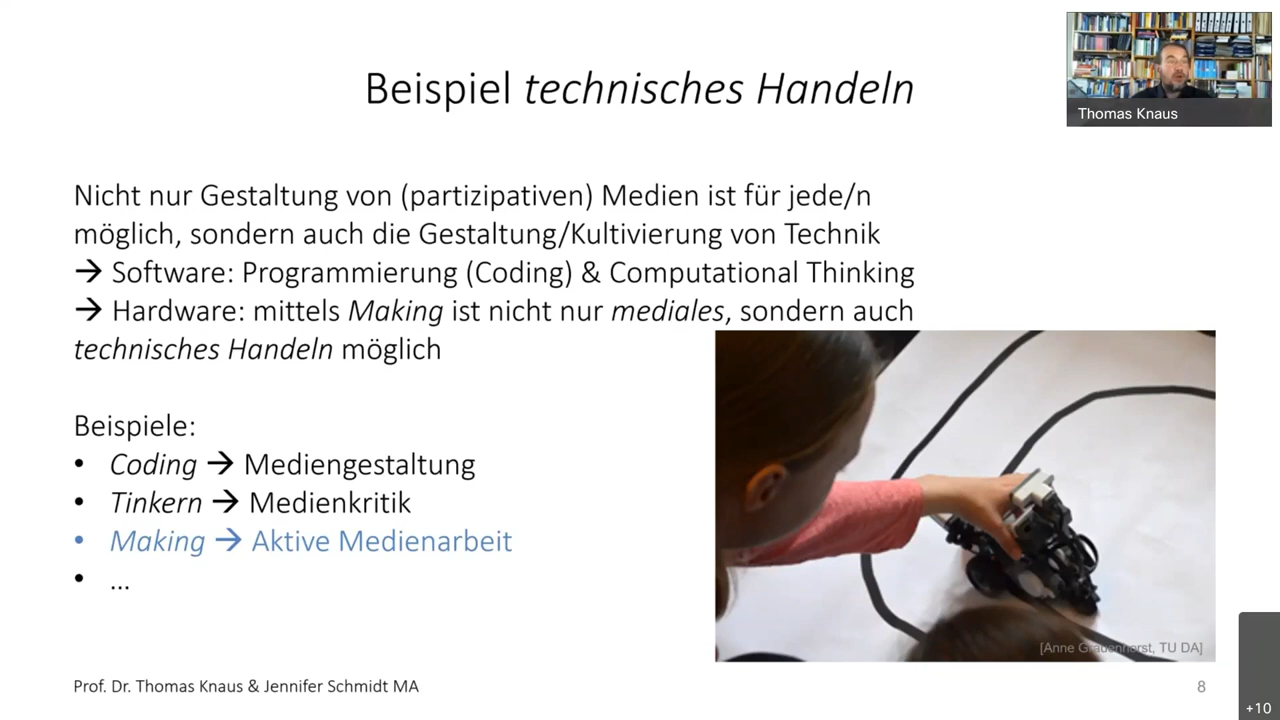 Beispiel technisches Handeln
Thomas Knaus
Nicht nur Gestaltung von (partizipativen) Medien ist für jede/n
möglich, sondern auch die Gestaltung/Kultivierung von Technik
→ Software: Programmierung (Coding) & Computational Thinking
→ Hardware: mittels Making ist nicht nur mediales, sondern auch
technisches Handeln möglich
Beispiele:
• Coding → Mediengestaltung
• Tinkern → Medienkritik
• Making → Aktive Medienarbeit
• ...
[Anne Grauenhorst, TU DA]
Prof. Dr. Thomas Knaus & Jennifer Schmidt MA
8
+10